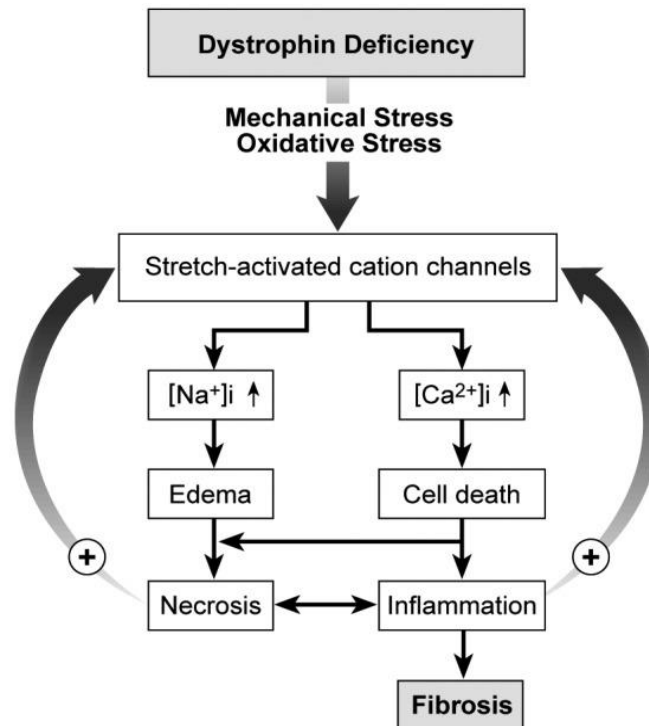 Dystrophin Deficiency
Mechanical Stress
Oxidative Stress
Stretch-activated cation channels
[Na⁺]i ↑
[Ca²⁺]i ↑
Edema
Cell death
+
+
Necrosis
Inflammation
Fibrosis